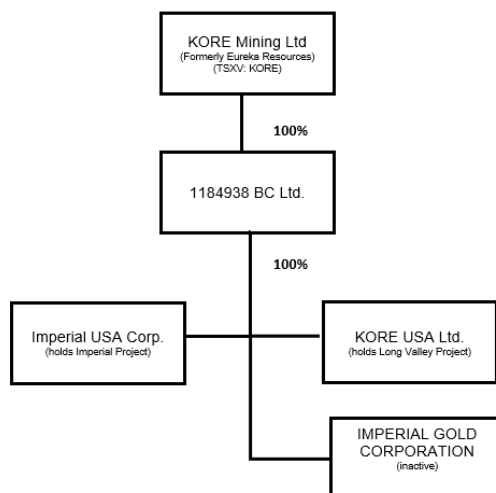 KORE Mining Ltd
(Formerly Eureka Resources)
(TSXV: KORE)
100%
1184938 BC Ltd.
100%
Imperial USA Corp.
(holds Imperial Project)
KORE USA Ltd.
(holds Long Valley Project)
IMPERIAL GOLD
CORPORATION
(inactive)